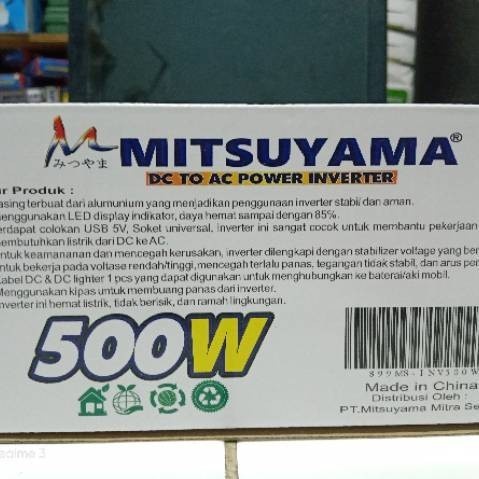 みつやま
MITSUYAMA®
DC TO AC POWER INVERTER
ur Produk :
asing terbuat dari alumunium yang menjadikan penggunaan inverter stabil dan aman.
enggunakan LED display indikator, daya hemat sampai dengan 85%.
erdapat colokan USB 5V, Soket universal, inverter ini sangat cocok untuk membantu pekerjaan
embutuhkan listrik dari DC ke AC.
ntuk keamananan dan mencegah kerusakan, inverter dilengkapi dengan stabilizer voltage yang ber
ntuk bekerja pada voltase rendah/tinggi, mencegah terlalu panas, tegangan tidak stabil, dan arus per
abel DC & DC lighter 1 pcs yang dapat digunakan untuk menghubungkan ke baterai/aki mobil.
Menggunakan kipas untuk membuang panas dari inverter.
nverter ini hemat listrik, tidak berisik, dan ramah lingkungan.
500W
899MS-INV500W
Made in China
Distribusi Oleh :
PT.Mitsuyama Mitra Se
ealme 3